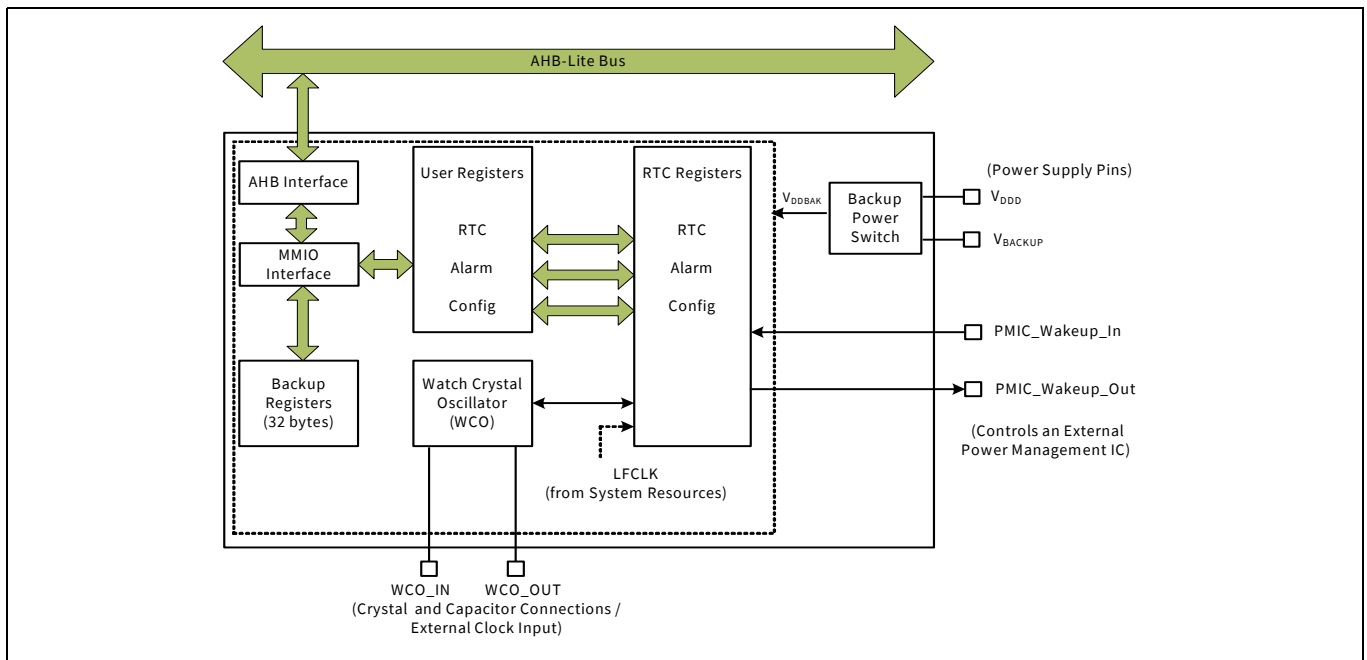 AHB-Lite Bus
AHB Interface
MMIO
Interface
Backup
Registers
(32 bytes)
User Registers
RTC
Alarm
Config
Watch Crystal
Oscillator
(WCO)
RTC Registers
RTC
Alarm
Config
LFCLK
(from System Resources)
VDDBAK
Backup
Power
Switch
(Power Supply Pins)
VDDD
VBACKUP
PMIC_Wakeup_In
PMIC_Wakeup_Out
(Controls an External
Power Management IC)
WCO_IN WCO_OUT
(Crystal and Capacitor Connections /
External Clock Input)